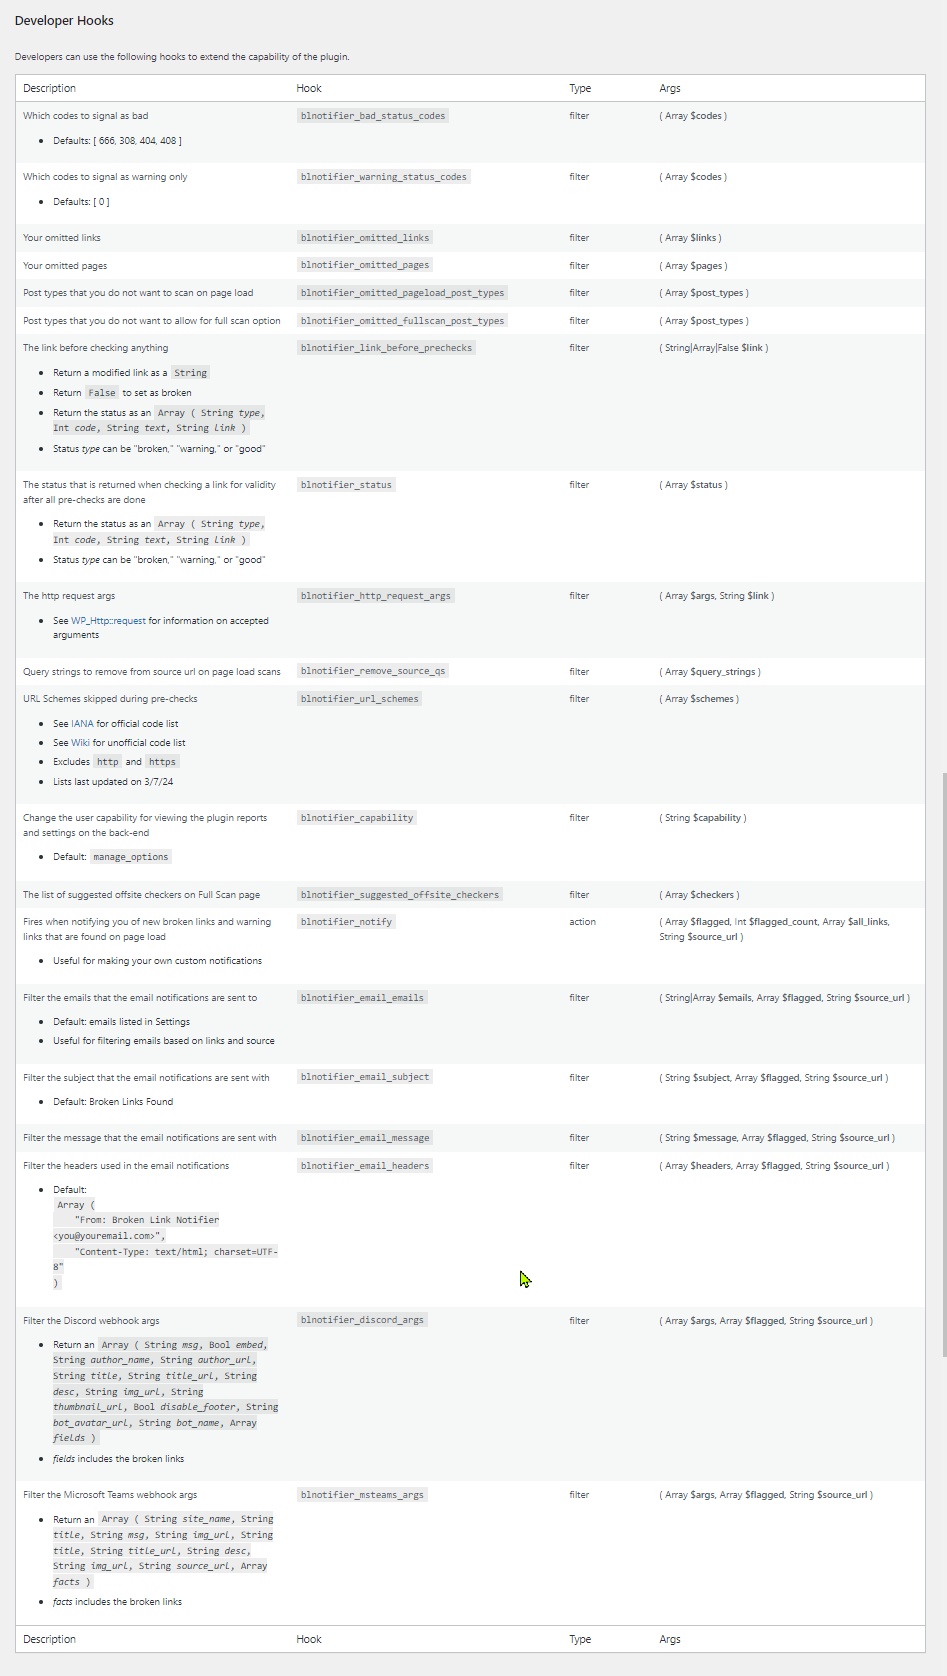 Developer Hooks
Developers can use the following hooks to extend the capability of the plugin.
Description Hook Type Args
Which codes to signal as bad blnotifier_bad_status_codes filter ( Array $codes )
• Defaults: [ 666, 308, 404, 408 ]
Which codes to signal as warning only blnotifier_warning_status_codes filter ( Array $codes )
• Defaults: [ 0 ]
Your omitted links blnotifier_omitted_links filter ( Array $links )
Your omitted pages blnotifier_omitted_pages filter ( Array $pages )
Post types that you do not want to scan on page load blnotifier_omitted_pageload_post_types filter ( Array $post_types )
Post types that you do not want to allow for full scan option blnotifier_omitted_fullscan_post_types filter ( Array $post_types )
The link before checking anything blnotifier_link_before_prechecks filter ( String|Array|False $link )
• Return a modified link as a String
• Return False to set as broken
• Return the status as an Array ( String type,
Int code, String text, String link )
• Status type can be "broken," "warning," or "good"
The status that is returned when checking a link for validity blnotifier_status filter ( Array $status )
after all pre-checks are done
• Return the status as an Array ( String type,
Int code, String text, String link )
• Status type can be "broken," "warning," or "good"
The http request args blnotifier_http_request_args filter ( Array $args, String $link )
• See WP_Http::request for information on accepted
arguments
Query strings to remove from source url on page load scans blnotifier_remove_source_qs filter ( Array $query_strings )
URL Schemes skipped during pre-checks blnotifier_url_schemes filter ( Array $schemes )
• See IANA for official code list
• See Wiki for unofficial code list
• Excludes http and https
• Lists last updated on 3/7/24
Change the user capability for viewing the plugin reports blnotifier_capability filter ( String $capability )
and settings on the back-end
• Default: manage_options
The list of suggested offsite checkers on Full Scan page blnotifier_suggested_offsite_checkers filter ( Array $checkers )
Fires when notifying you of new broken links and warning blnotifier_notify action ( Array $flagged, Int $flagged_count, Array $all_links,
links that are found on page load String $source_url )
• Useful for making your own custom notifications
Filter the emails that the email notifications are sent to blnotifier_email_emails filter ( String|Array $emails, Array $flagged, String $source_url )
• Default: emails listed in Settings
• Useful for filtering emails based on links and source
Filter the subject that the email notifications are sent with blnotifier_email_subject filter ( String $subject, Array $flagged, String $source_url )
• Default: Broken Links Found
Filter the message that the email notifications are sent with blnotifier_email_message filter ( String $message, Array $flagged, String $source_url )
Filter the headers used in the email notifications blnotifier_email_headers filter ( Array $headers, Array $flagged, String $source_url )
• Default:
Array (
"From: Broken Link Notifier
<you@youremail.com>",
"Content-Type: text/html; charset=UTF-
8"
)
Filter the Discord webhook args blnotifier_discord_args filter ( Array $args, Array $flagged, String $source_url )
• Return an Array ( String msg, Bool embed,
String author_name, String author_url,
String title, String title_url, String
desc, String img_url, String
thumbnail_url, Bool disable_footer, String
bot_avatar_url, String bot_name, Array
fields )
• fields includes the broken links
Filter the Microsoft Teams webhook args blnotifier_msteams_args filter ( Array $args, Array $flagged, String $source_url )
• Return an Array ( String site_name, String
title, String msg, String img_url, String
title, String title_url, String desc,
String img_url, String source_url, Array
facts )
• facts includes the broken links
Description Hook Type Args